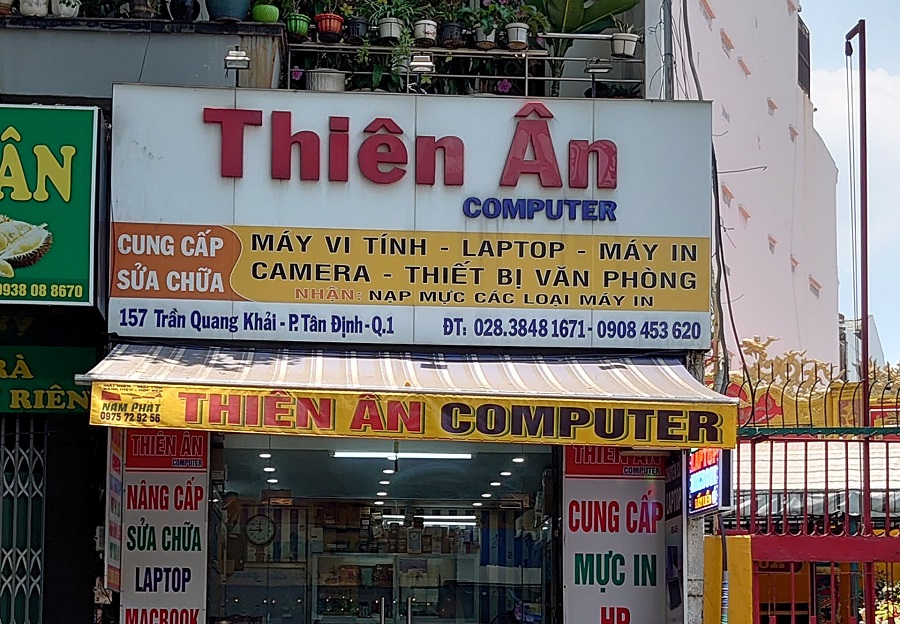 ÂN
0938 08 8670
RIÊN
Thiên Ân
COMPUTER
CUNG CẤP
SỬA CHỮA
MÁY VI TÍNH - LAPTOP - MÁY IN
CAMERA - THIẾT BỊ VĂN PHÒNG
NHẬN: NẠP MỰC CÁC LOẠI MÁY IN
157 Trần Quang Khải - P.Tân Định - Q.1
ĐT: 028.3848 1671 - 0908 453 620
NAM PHÁT
0975 72 92 56
THIÊN ÂN COMPUTER
THIÊN ÂN
COMPUTER
NÂNG CẤP
SỬA CHỮA
LAPTOP
MACBOOK
THIÊN ÂN
COMPUTER
CUNG CẤP
MỰC IN
HP
LAPTOP